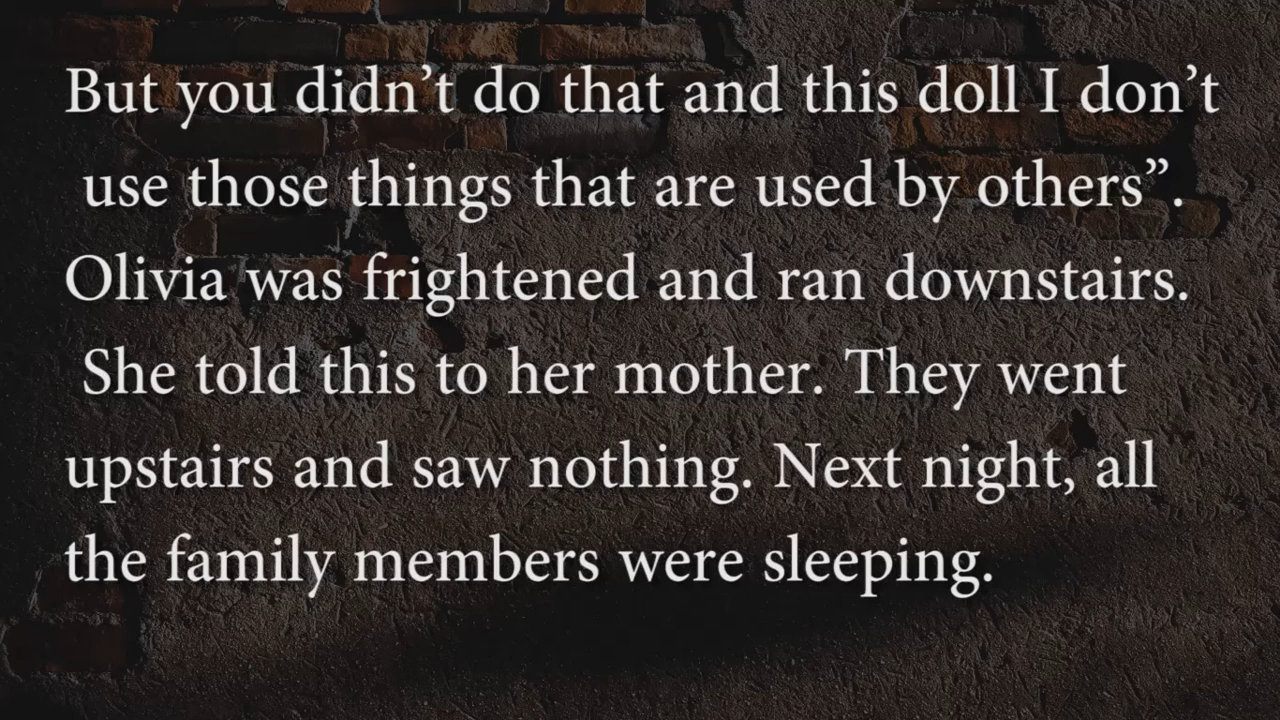 But you didn’t do that and this doll I don’t
use those things that are used by others”.
Olivia was frightened and ran downstairs.
She told this to her mother. They went
upstairs and saw nothing. Next night, all
the family members were sleeping.